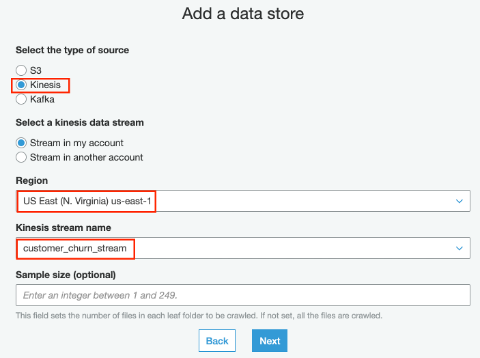 Add a data store
Select the type of source
S3
Kinesis
Kafka
Select a kinesis data stream
Stream in my account
Stream in another account
Region
US East (N. Virginia) us-east-1
Kinesis stream name
customer_churn_stream
Sample size (optional)
Enter an integer between 1 and 249.
This field sets the number of files in each leaf folder to be crawled. If not set, all the files are crawled.
Back Next